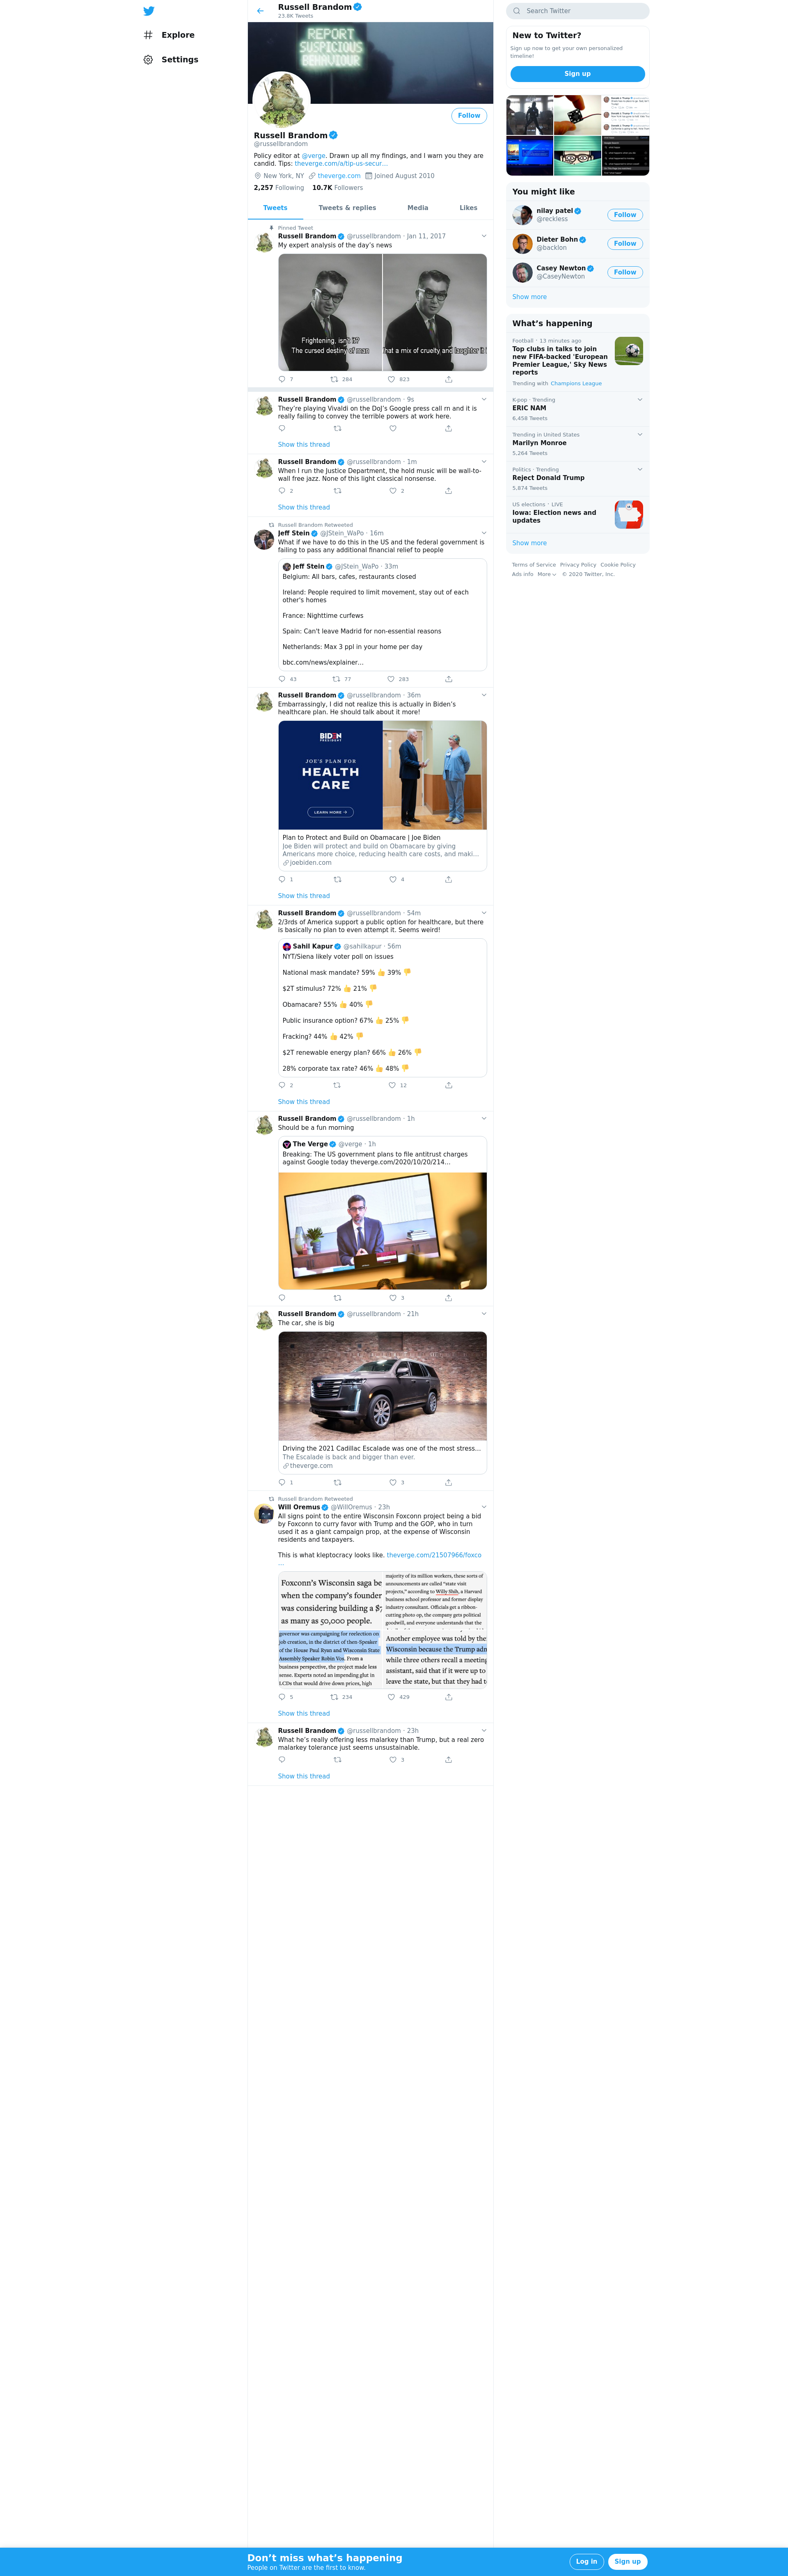 Explore
Settings
Russell Brandom
23.8K Tweets
REPORT
SUSPICIOUS
BEHAVIOUR
Follow
Russell Brandom
@russellbrandom
Policy editor at @verge. Drawn up all my findings, and I warn you they are
candid. Tips: theverge.com/a/tip-us-secur…
New York, NY theverge.com Joined August 2010
2,257 Following 10.7K Followers
Tweets Tweets & replies Media Likes
Pinned Tweet
Russell Brandom @russellbrandom · Jan 11, 2017
My expert analysis of the day's news
Frightening, isn't it?
The cursed destiny of man
hat a mix of cruelty and laughter it i
7 284 823
Russell Brandom @russellbrandom · 9s
They're playing Vivaldi on the DoJ's Google press call rn and it is
really failing to convey the terrible powers at work here.
Show this thread
Russell Brandom @russellbrandom · 1m
When I run the Justice Department, the hold music will be wall-to-
wall free jazz. None of this light classical nonsense.
2 2
Show this thread
Russell Brandom Retweeted
Jeff Stein @JStein_WaPo · 16m
What if we have to do this in the US and the federal government is
failing to pass any additional financial relief to people
Jeff Stein @JStein_WaPo · 33m
Belgium: All bars, cafes, restaurants closed
Ireland: People required to limit movement, stay out of each
other's homes
France: Nighttime curfews
Spain: Can't leave Madrid for non-essential reasons
Netherlands: Max 3 ppl in your home per day
bbc.com/news/explainer…
43 77 283
Russell Brandom @russellbrandom · 36m
Embarrassingly, I did not realize this is actually in Biden's
healthcare plan. He should talk about it more!
BIDEN
PRESIDENT
JOE'S PLAN FOR
HEALTH
CARE
LEARN MORE →
Plan to Protect and Build on Obamacare | Joe Biden
Joe Biden will protect and build on Obamacare by giving
Americans more choice, reducing health care costs, and maki…
joebiden.com
1 4
Show this thread
Russell Brandom @russellbrandom · 54m
2/3rds of America support a public option for healthcare, but there
is basically no plan to even attempt it. Seems weird!
Sahil Kapur @sahilkapur · 56m
NYT/Siena likely voter poll on issues
National mask mandate? 59% 👍 39% 👎
$2T stimulus? 72% 👍 21% 👎
Obamacare? 55% 👍 40% 👎
Public insurance option? 67% 👍 25% 👎
Fracking? 44% 👍 42% 👎
$2T renewable energy plan? 66% 👍 26% 👎
28% corporate tax rate? 46% 👍 48% 👎
2 12
Show this thread
Russell Brandom @russellbrandom · 1h
Should be a fun morning
The Verge @verge · 1h
Breaking: The US government plans to file antitrust charges
against Google today theverge.com/2020/10/20/214…
3
Russell Brandom @russellbrandom · 21h
The car, she is big
Driving the 2021 Cadillac Escalade was one of the most stress…
The Escalade is back and bigger than ever.
theverge.com
1 3
Russell Brandom Retweeted
Will Oremus @WillOremus · 23h
All signs point to the entire Wisconsin Foxconn project being a bid
by Foxconn to curry favor with Trump and the GOP, who in turn
used it as a giant campaign prop, at the expense of Wisconsin
residents and taxpayers.
This is what kleptocracy looks like. theverge.com/21507966/foxco
…
Foxconn's Wisconsin saga be
when the company's founder
was considering building a $7
as many as 50,000 people.
majority of its million workers, these sorts of
announcements are called "state visit
projects," according to Willy Shih, a Harvard
business school professor and former display
industry consultant. Officials get a ribbon-
cutting photo up, the company gets political
goodwill, and everyone understands that the
governor was campaigning for reelection on
job creation, in the district of then-Speaker
of the House Paul Ryan and Wisconsin State
Assembly Speaker Robin Vos. From a
business perspective, the project made less
sense. Experts noted an impending glut in
LCDs that would drive down prices, high
Another employee was told by the
Wisconsin because the Trump adm
while three others recall a meeting
assistant, said that if it were up to
leave the state, but that they had t
5 234 429
Show this thread
Russell Brandom @russellbrandom · 23h
What he's really offering less malarkey than Trump, but a real zero
malarkey tolerance just seems unsustainable.
3
Show this thread
Search Twitter
New to Twitter?
Sign up now to get your own personalized
timeline!
Sign up
You might like
nilay patel
@reckless
Follow
Dieter Bohn
@backlon
Follow
Casey Newton
@CaseyNewton
Follow
Show more
What's happening
Football · 13 minutes ago
Top clubs in talks to join
new FIFA-backed 'European
Premier League,' Sky News
reports
Trending with Champions League
K-pop · Trending
ERIC NAM
6,458 Tweets
Trending in United States
Marilyn Monroe
5,264 Tweets
Politics · Trending
Reject Donald Trump
5,874 Tweets
US elections · LIVE
Iowa: Election news and
updates
Show more
Terms of Service Privacy Policy Cookie Policy
Ads info More © 2020 Twitter, Inc.
Don't miss what's happening
People on Twitter are the first to know.
Log in Sign up